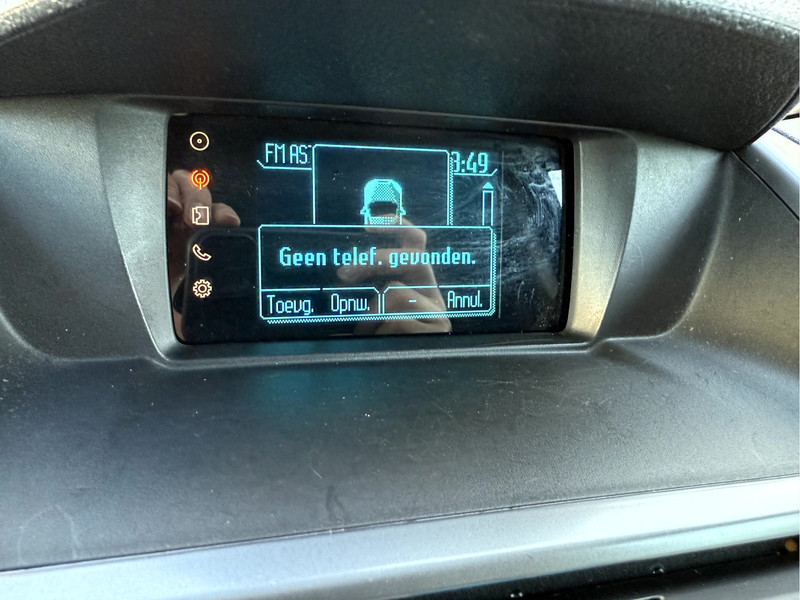 FM AS 3:49
Geen telef. gevonden.
Toevg. Opnw. - Annul.